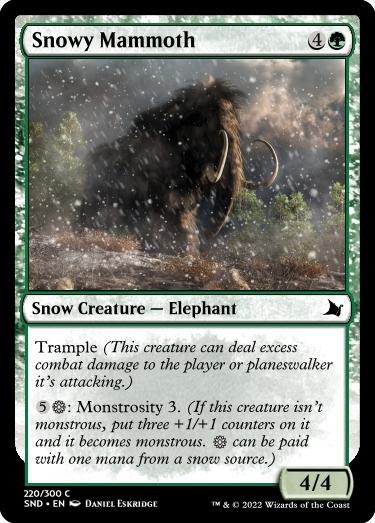 Snowy Mammoth 4
Snow Creature — Elephant
Trample (This creature can deal excess
combat damage to the player or planeswalker
it's attacking.)
5 : Monstrosity 3. (If this creature isn't
monstrous, put three +1/+1 counters on
it and it becomes monstrous. can be paid
with one mana from a snow source.)
4/4
220/300 C
SND • EN DANIEL ESKRIDGE ™ & © 2022 Wizards of the Coast